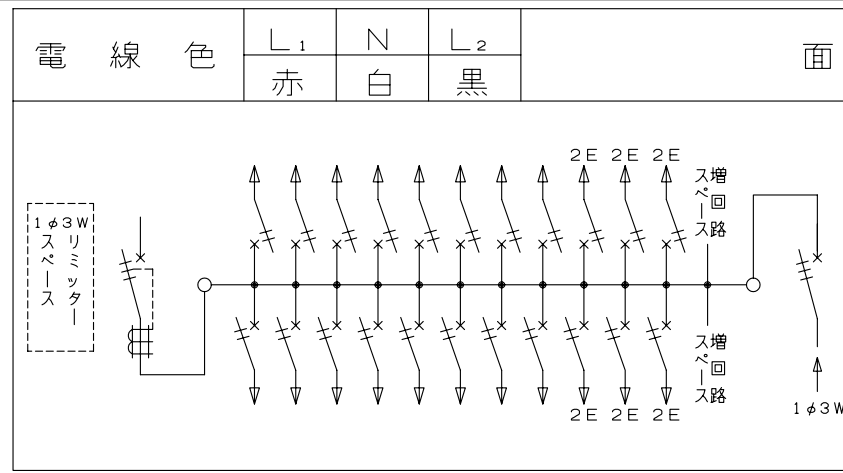 電線色 L₁ N L₂ 面
赤 白 黒
2E 2E 2E
増回路
スペース
1φ3W
リミッター
スペース
増回路
スペース
2E 2E 2E
1φ3W